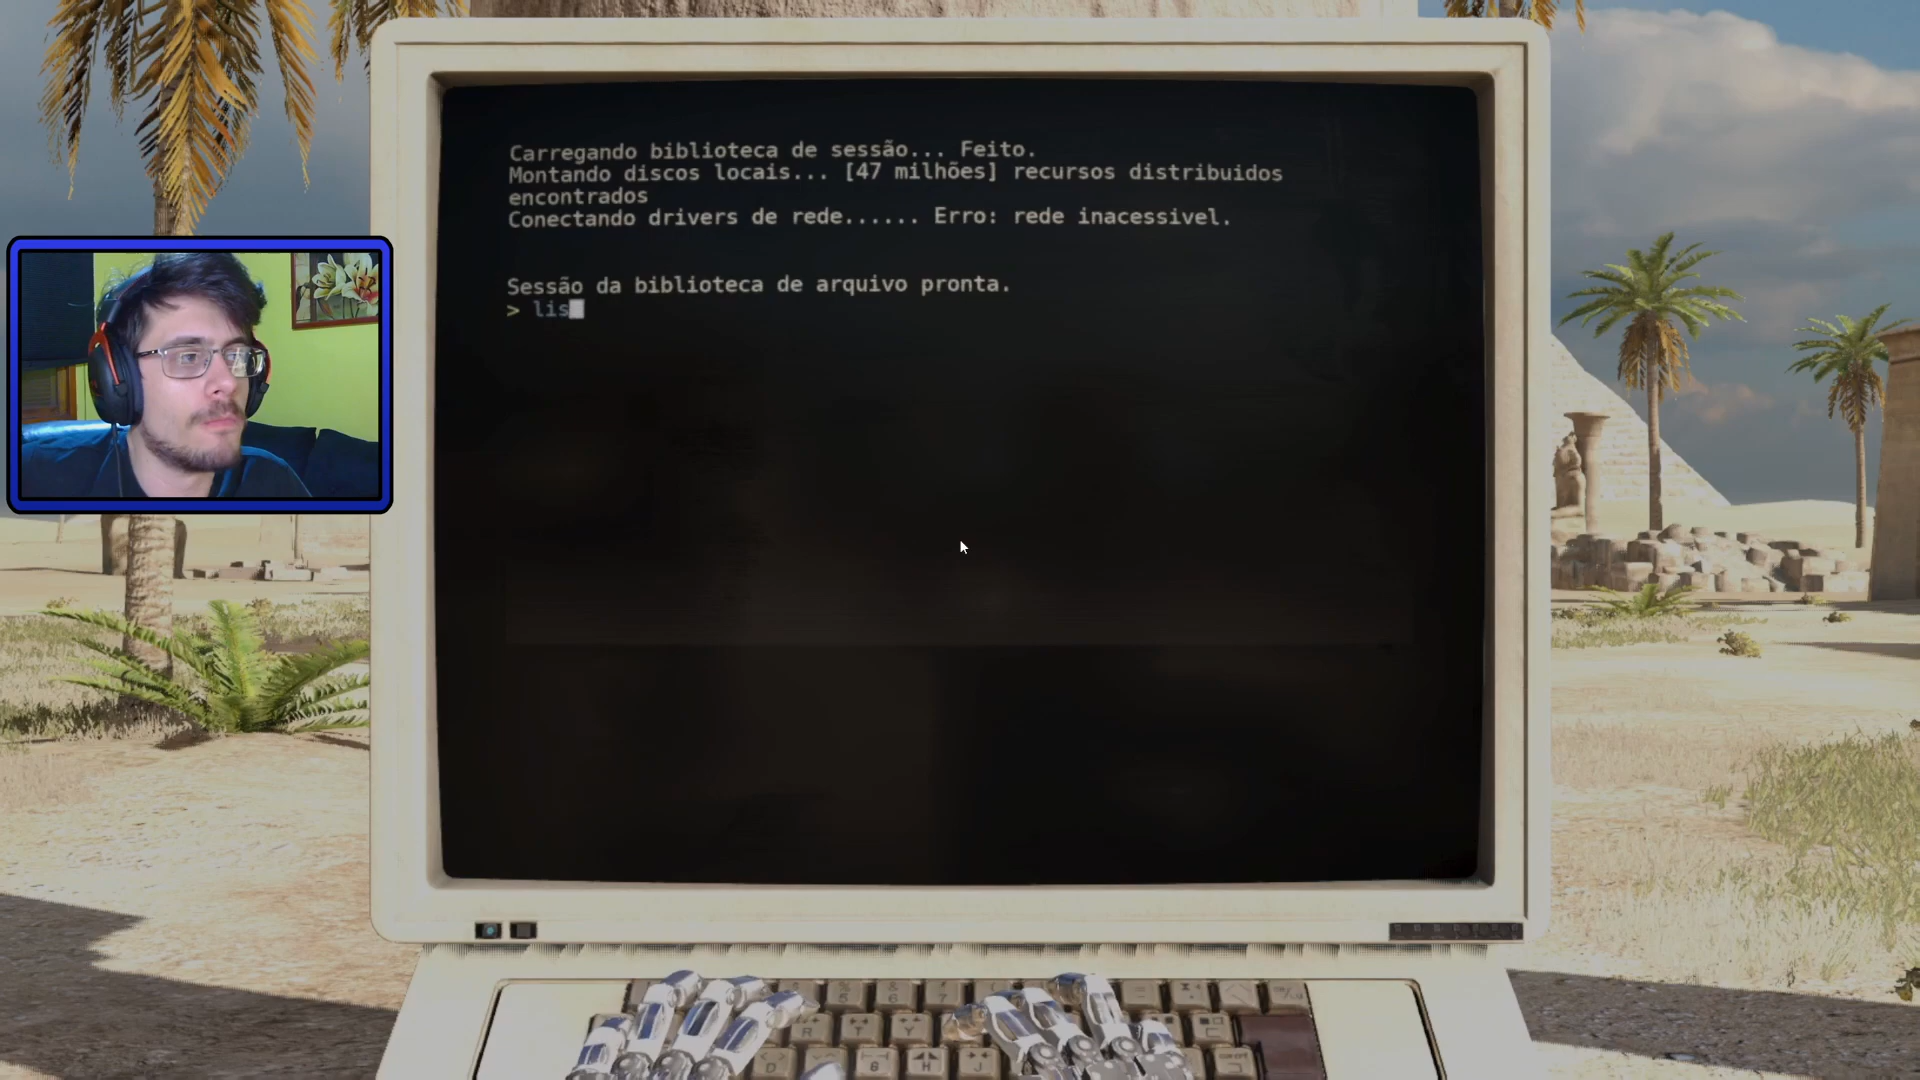 Carregando biblioteca de sessão... Feito.
Montando discos locais... [47 milhões] recursos distribuidos
encontrados
Conectando drivers de rede...... Erro: rede inacessivel.
Sessão da biblioteca de arquivo pronta.
> lis